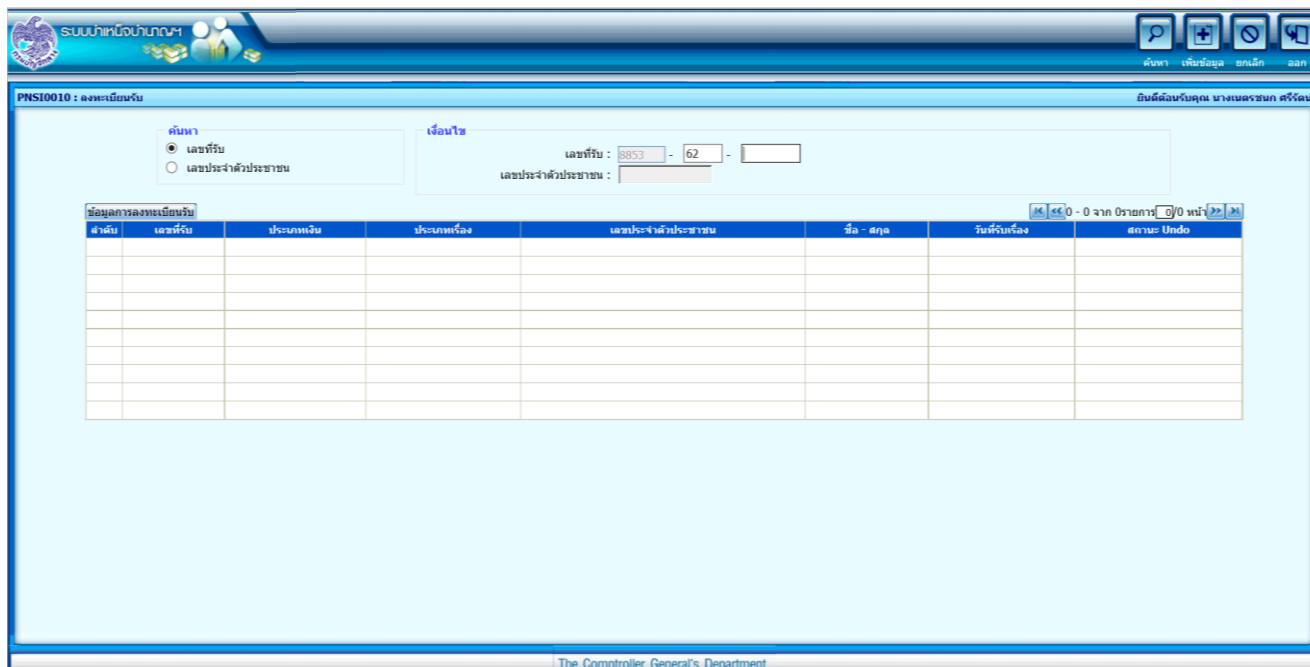 ระบบบำเหน็จบำนาญฯ
ค้นหา เพิ่มข้อมูล ยกเลิก ออก
PNSI0010 : ลงทะเบียนรับ
ยินดีต้อนรับคุณ นางเนตรชนก ศรีรัตน
ค้นหา
เลขที่รับ
เลขประจำตัวประชาชน
เงื่อนไข
เลขที่รับ : 8853 - 62 -
เลขประจำตัวประชาชน :
ข้อมูลการลงทะเบียนรับ
0 - 0 จาก 0รายการ 0/0 หน้า
ลำดับ เลขที่รับ ประเภทเงิน ประเภทเรื่อง เลขประจำตัวประชาชน ชื่อ - สกุล วันที่รับเรื่อง สถานะ Undo
The Comptroller General's Department